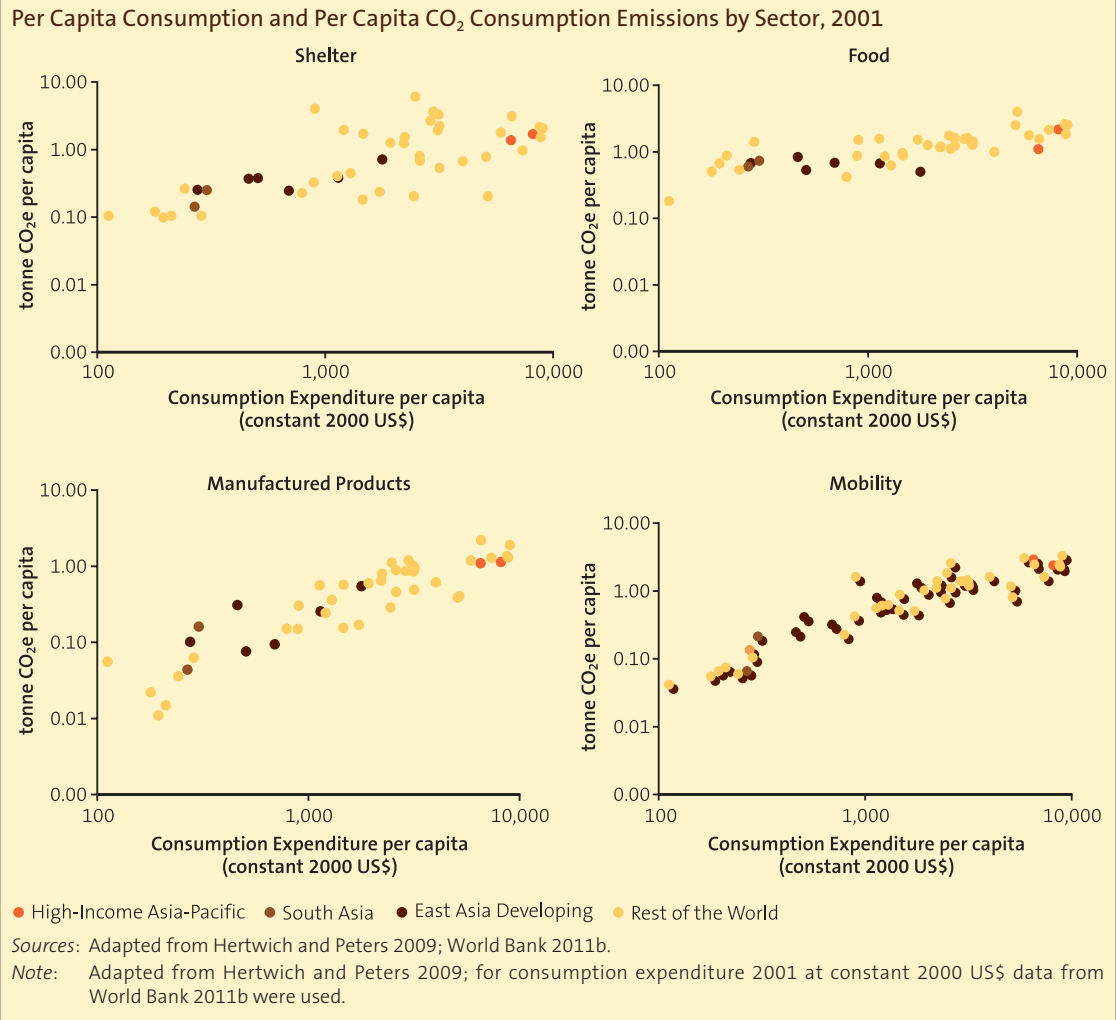 Per Capita Consumption and Per Capita CO₂ Consumption Emissions by Sector, 2001
Shelter
10.00
1.00
0.10
0.01
0.00
tonne CO₂e per capita
100
1,000
10,000
Consumption Expenditure per capita
(constant 2000 US$)
Food
10.00
1.00
0.10
0.01
0.00
tonne CO₂e per capita
100
1,000
10,000
Consumption Expenditure per capita
(constant 2000 US$)
Manufactured Products
10.00
1.00
0.10
0.01
0.00
tonne CO₂e per capita
100
1,000
10,000
Consumption Expenditure per capita
(constant 2000 US$)
Mobility
10.00
1.00
0.10
0.01
0.00
tonne CO₂e per capita
100
1,000
10,000
Consumption Expenditure per capita
(constant 2000 US$)
High-Income Asia-Pacific South Asia East Asia Developing Rest of the World
Sources: Adapted from Hertwich and Peters 2009; World Bank 2011b.
Note: Adapted from Hertwich and Peters 2009; for consumption expenditure 2001 at constant 2000 US$ data from
World Bank 2011b were used.